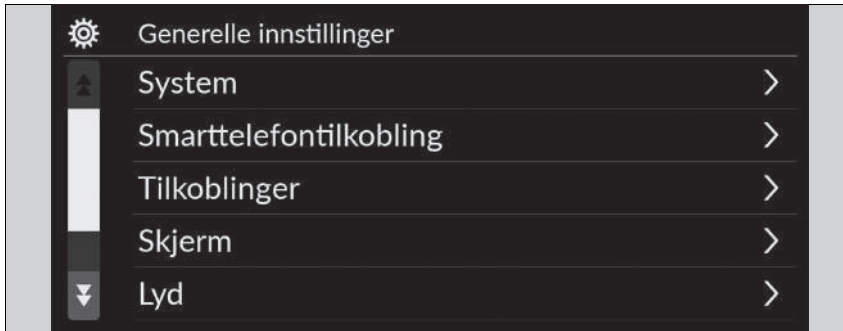 Generelle innstillinger
System
Smarttelefontilkobling
Tilkoblinger
Skjerm
Lyd